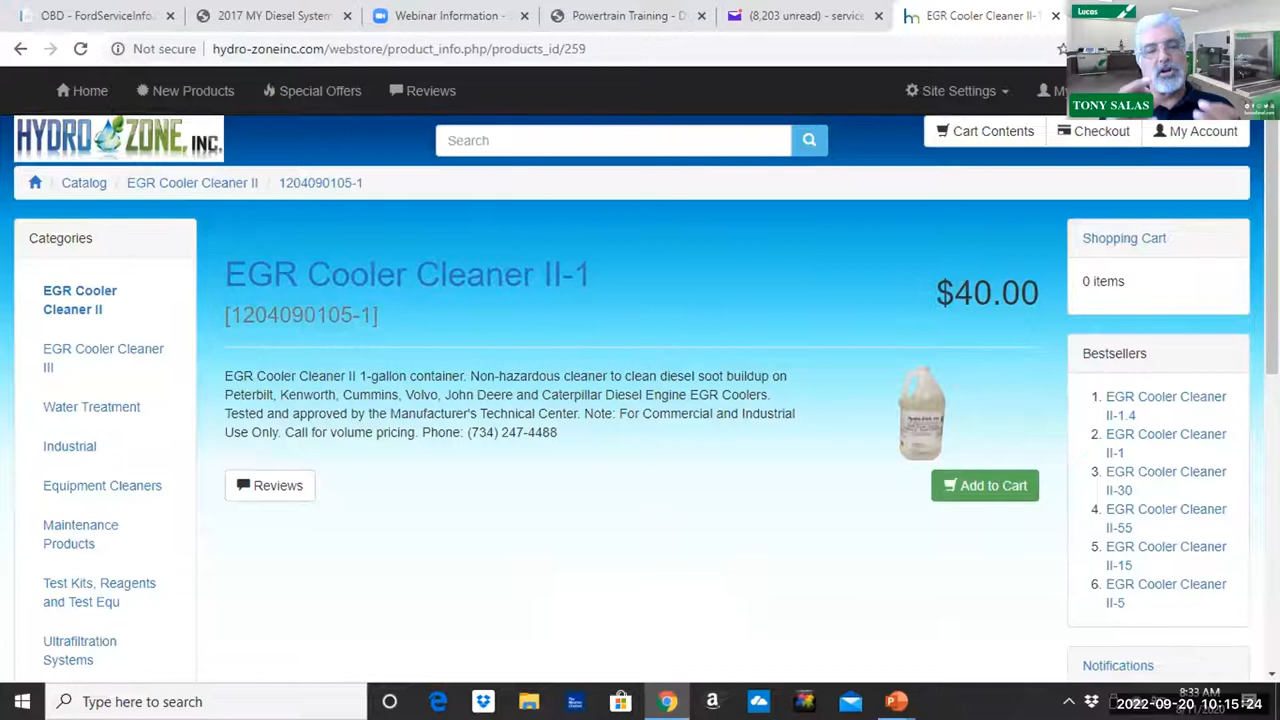 OBD - FordServiceInfo.
2017 MY Diesel System
Webinar Information -
Powertrain Training - D
(8,203 unread
EGR Cooler Cleaner II-1
Lucas
Not secure
hydro-zoneinc.com/webstore/product_info.php/products_id/259
Home
New Products
Special Offers
Reviews
Site Settings
TONY SALAS
HYDRO ZONE, INC.
Search
Cart Contents
Checkout
My Account
Catalog
EGR Cooler Cleaner II
1204090105-1
Categories
EGR Cooler
Cleaner II
EGR Cooler Cleaner
III
Water Treatment
Industrial
Equipment Cleaners
Maintenance
Products
Test Kits, Reagents
and Test Equ
Ultrafiltration
Systems
EGR Cooler Cleaner II-1
$40.00
[1204090105-1]
EGR Cooler Cleaner II 1-gallon container. Non-hazardous cleaner to clean diesel soot buildup on
Peterbilt, Kenworth, Cummins, Volvo, John Deere and Caterpillar Diesel Engine EGR Coolers.
Tested and approved by the Manufacturer's Technical Center. Note: For Commercial and Industrial
Use Only. Call for volume pricing. Phone: (734) 247-4488
Reviews
Add to Cart
Shopping Cart
0 items
Bestsellers
1. EGR Cooler Cleaner
II-1.4
2. EGR Cooler Cleaner
II-1
3. EGR Cooler Cleaner
II-30
4. EGR Cooler Cleaner
II-55
5. EGR Cooler Cleaner
II-15
6. EGR Cooler Cleaner
II-5
Notifications
Type here to search
8:33 AM
2022-09-20 10:15:24